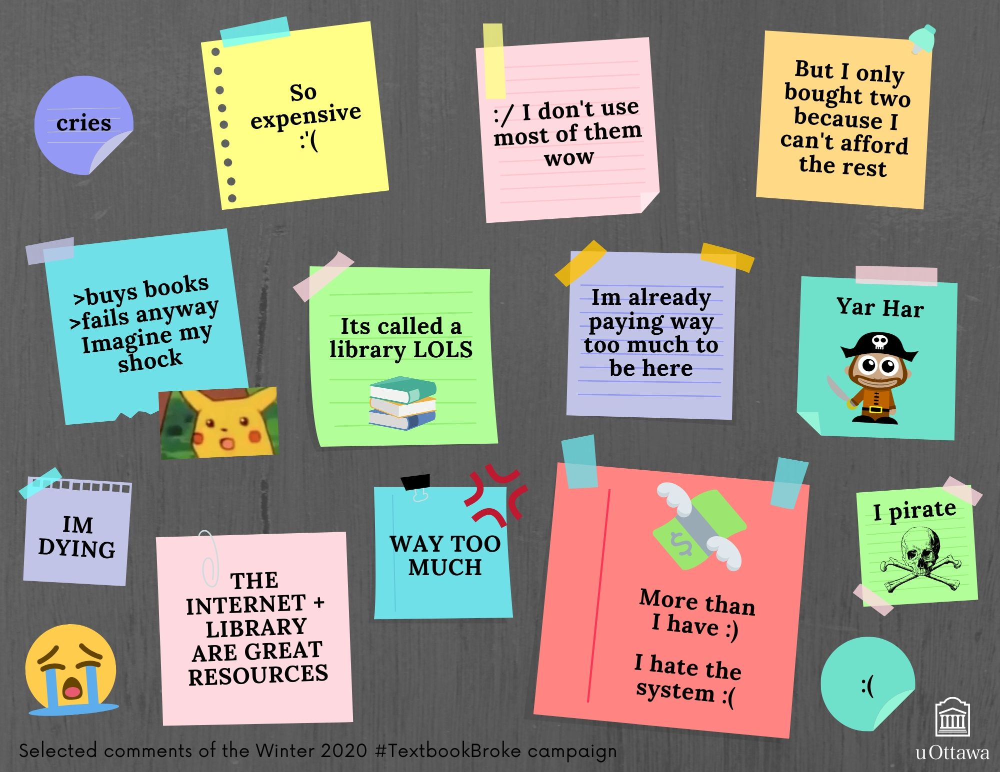 cries
So
expensive
:'(
:/ I don't use
most of them
wow
But I only
bought two
because I
can't afford
the rest
>buys books
>fails anyway
Imagine my
shock
Its called a
library LOLS
Im already
paying way
too much to
be here
Yar Har
IM
DYING
THE
INTERNET +
LIBRARY
ARE GREAT
RESOURCES
WAY TOO
MUCH
$
More than
I have :)
I hate the
system :(
I pirate
:(
Selected comments of the Winter 2020 #TextbookBroke campaign
uOttawa